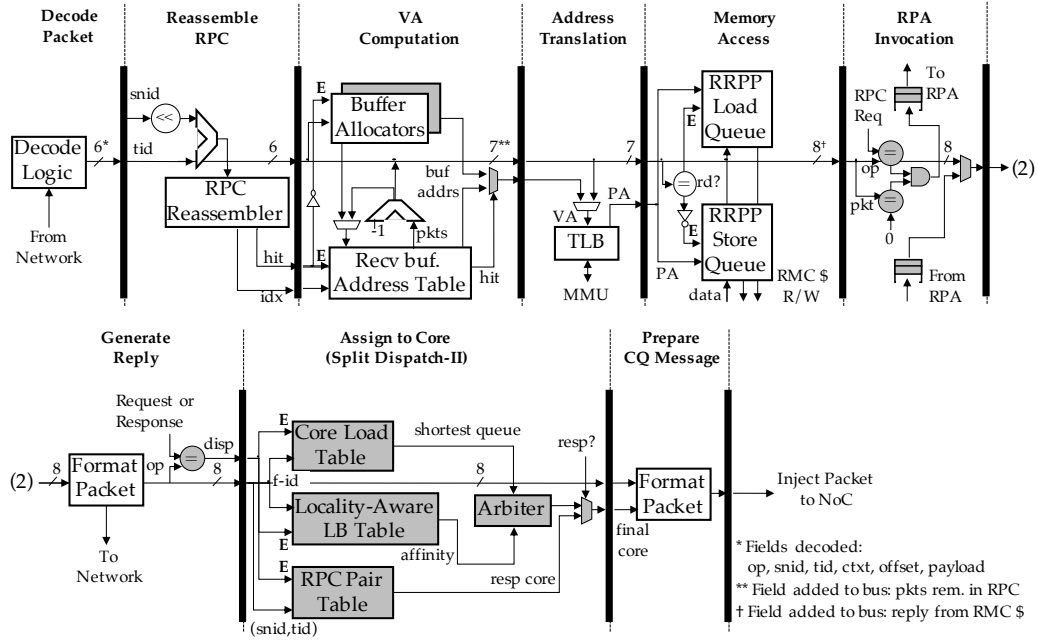 Decode
Packet
Reassemble
RPC
VA
Computation
Address
Translation
Memory
Access
RPA
Invocation
Decode
Logic
6*
From
Network
snid
<<
tid
6
RPC
Reassembler
hit
idx
E
Buffer
Allocators
-1
pkts
E
Recv buf.
Address Table
buf
addrs
hit
7**
VA
TLB
MMU
PA
7
RRPP
Load
Queue
E
=
rd?
E
RRPP
Store
Queue
PA
data
RMC $
R/W
8†
RPC
Req
op
=
pkt
=
0
To
RPA
8
From
RPA
(2)
Generate
Reply
Assign to Core
(Split Dispatch-II)
Prepare
CQ Message
(2)
8
Format
Packet
To
Network
Request or
Response
op
=
disp
8
E
Core Load
Table
shortest queue
f-id
8
Locality-Aware
LB Table
E
affinity
Arbiter
E
RPC Pair
Table
resp core
(snid,tid)
resp?
final
core
Format
Packet
Inject Packet
to NoC
* Fields decoded:
op, snid, tid, ctxt, offset, payload
** Field added to bus: pkts rem. in RPC
† Field added to bus: reply from RMC $